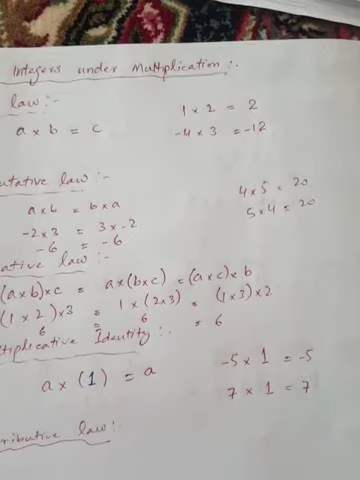 Integers under Multiplication :-
law :-
a × b = c
1 × 2 = 2
-4 × 3 = -12
utative law :-
a × b = b × a
-2 × 3 = 3 × -2
-6 = -6
4 × 5 = 20
5 × 4 = 20
ative law :-
(a × b) × c = a × (b × c) = (a × c) × b
(1 × 2) × 3 = 1 × (2 × 3) = (1 × 3) × 2
6 = 6 = 6
tiplicative Identity :-
a × (1) = a
-5 × 1 = -5
7 × 1 = 7
ributive law :-